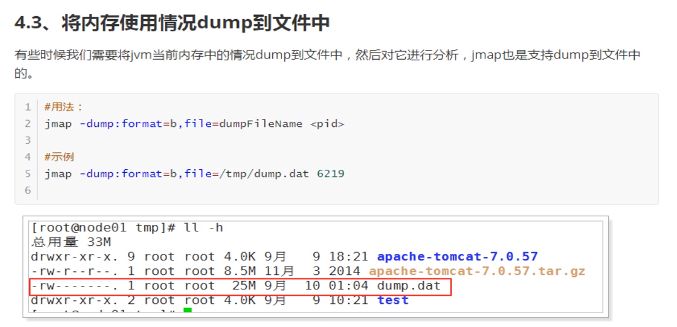 4.3、将内存使用情况dump到文件中
有些时候我们需要将jvm当前内存中的情况dump到文件中，然后对它进行分析，jmap也是支持dump到文件中
的。
1 #用法：
2 jmap -dump:format=b,file=dumpFileName <pid>
3
4 #示例
5 jmap -dump:format=b,file=/tmp/dump.dat 6219
6
[root@node01 tmp]# ll -h
总用量 33M
drwxr-xr-x. 9 root root 4.0K 9月   9 18:21 apache-tomcat-7.0.57
-rw-r--r--. 1 root root 8.5M 11月  3 2014 apache-tomcat-7.0.57.tar.gz
-rw-------. 1 root root  25M 9月  10 01:04 dump.dat
drwxr-xr-x. 2 root root 4.0K 9月   9 10:21 test